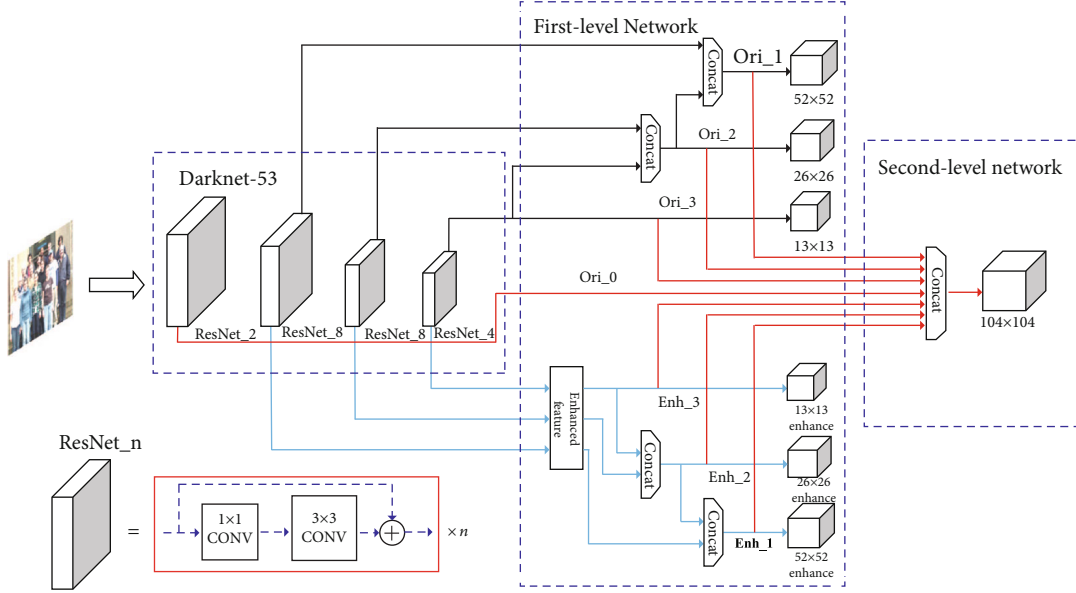 First-level Network
Concat
Ori_1
52×52
Concat
Ori_2
26×26
Second-level network
Darknet-53
Ori_3
13×13
Ori_0
Concat
104×104
ResNet_2
ResNet_8
ResNet_8
ResNet_4
Enhanced
feature
Enh_3
13×13
enhance
Concat
Enh_2
26×26
enhance
Concat
Enh_1
52×52
enhance
ResNet_n
=
1×1
CONV
3×3
CONV
+
×n